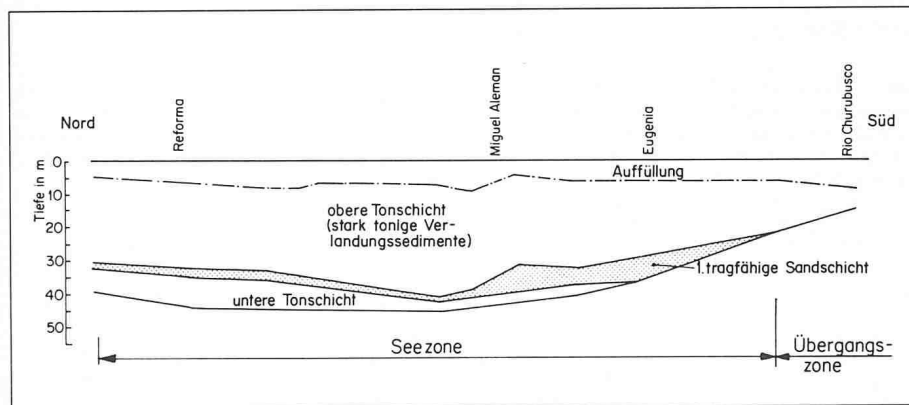 Nord
Reforma
Miguel Aleman
Eugenia
Rio Churubusco
Süd
Tiefe in m
0
10
20
30
40
50
Auffüllung
obere Tonschicht
(stark tonige Ver-
landungssedimente)
1. tragfähige Sandschicht
untere Tonschicht
Seezone
Übergangs-
zone